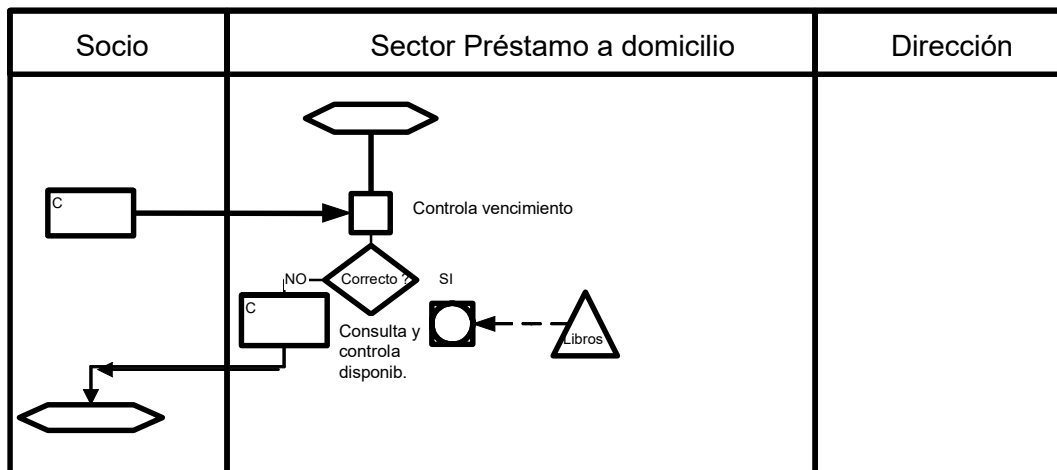 Socio
Sector Préstamo a domicilio
Dirección
C
Controla vencimiento
NO
Correcto ?
SI
C
Consulta y
controla
disponib.
Libros